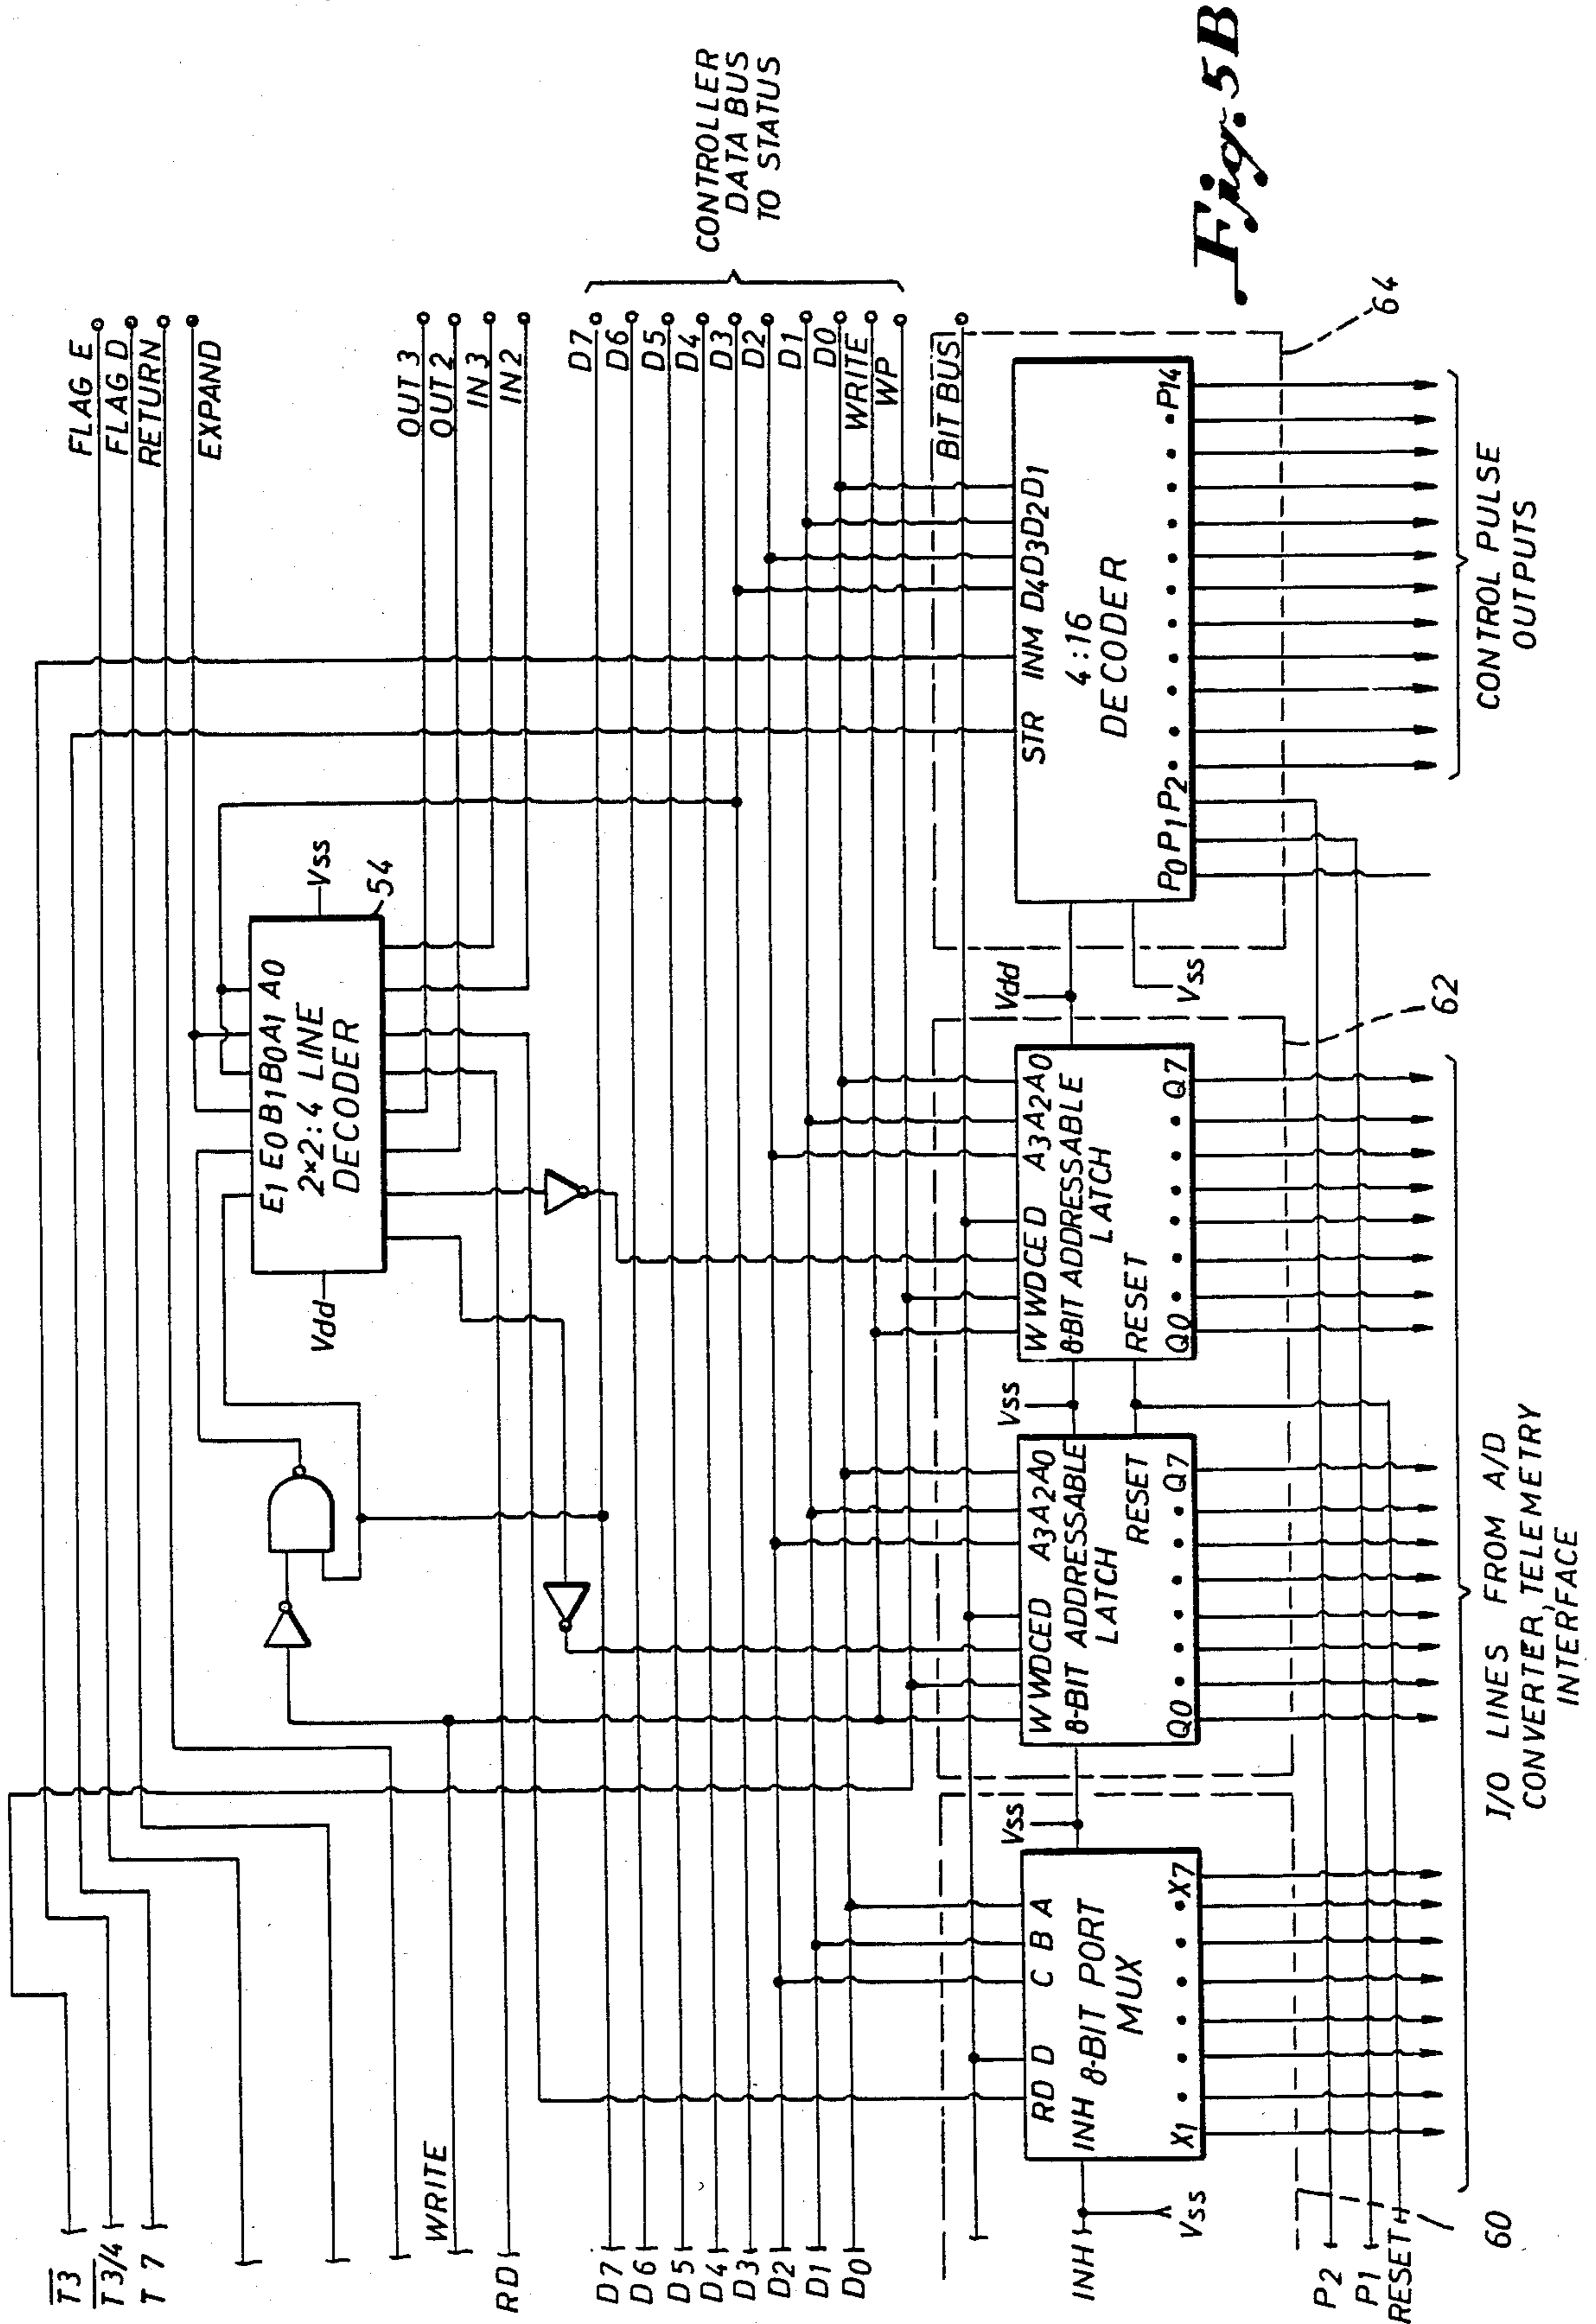 FLAG E
FLAG D
RETURN
EXPAND
OUT 3
OUT 2
IN 3
IN2
D7
D6
D5
D4
D3
D2
D1
D0
WRITE
WP
BIT BUS
CONTROLLER
DATA BUS
TO STATUS
Fig. 5B
T3
T3/4
T 7
WRITE
RD
D7
D6
D5
D4
D3
D2
D1
D0
INH
Vss
P2
P1
RESET
60
Vdd
E1 E0 B1 B0 A1 A0
2×2:4 LINE
DECODER
Vss
54
RD D C B A
INH 8-BIT PORT
MUX
X1 X7
Vss
W WD CE D A3 A2 A0
8-BIT ADDRESSABLE
LATCH
RESET
Q0 Q7
Vss
W WD CE D A3 A2 A0
8-BIT ADDRESSABLE
LATCH
RESET
Q0 Q7
62
Vdd
Vss
STR INM D4 D3 D2 D1
4:16
DECODER
P0 P1 P2 P14
64
I/O LINES FROM A/D
CONVERTER, TELEMETRY
INTERFACE
CONTROL PULSE
OUTPUTS